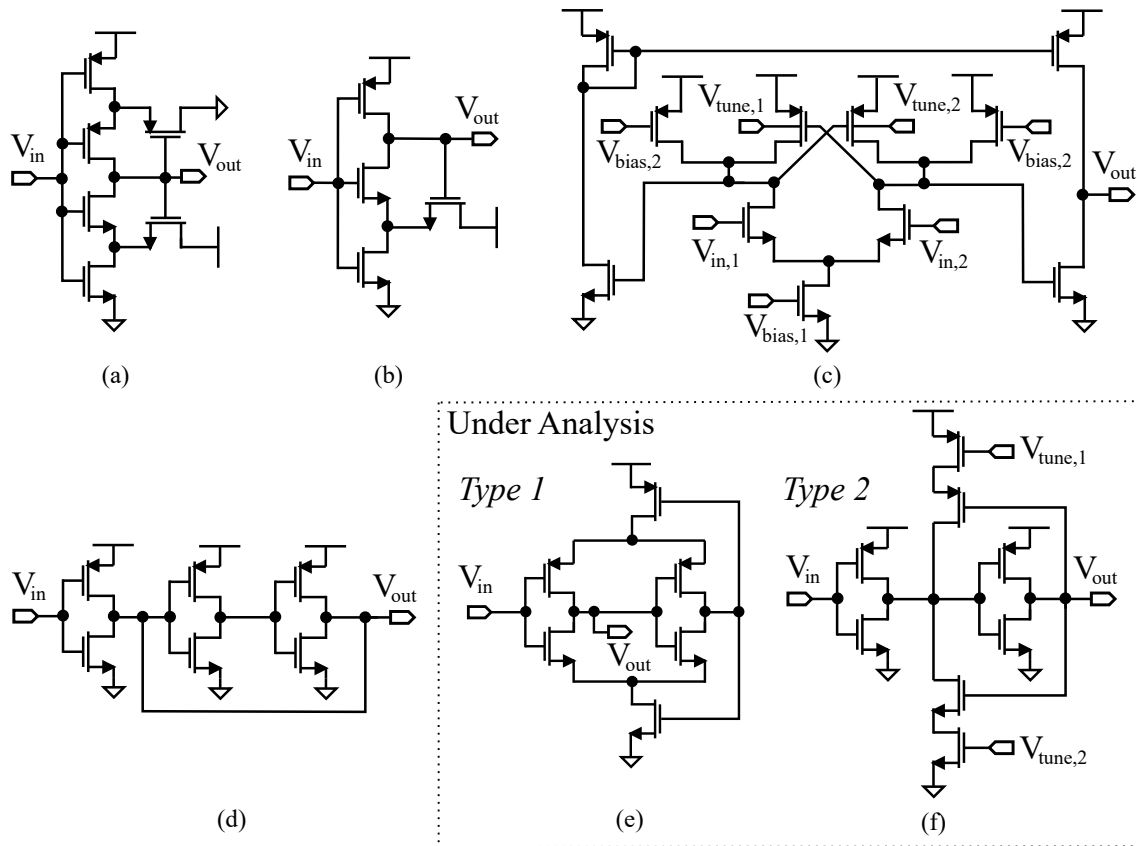 V_in
V_out
(a)
V_in
V_out
(b)
V_tune,1
V_tune,2
V_bias,2
V_bias,2
V_in,1
V_in,2
V_bias,1
V_out
(c)
V_in
V_out
(d)
Under Analysis
Type 1
V_in
V_out
(e)
Type 2
V_tune,1
V_in
V_out
V_tune,2
(f)